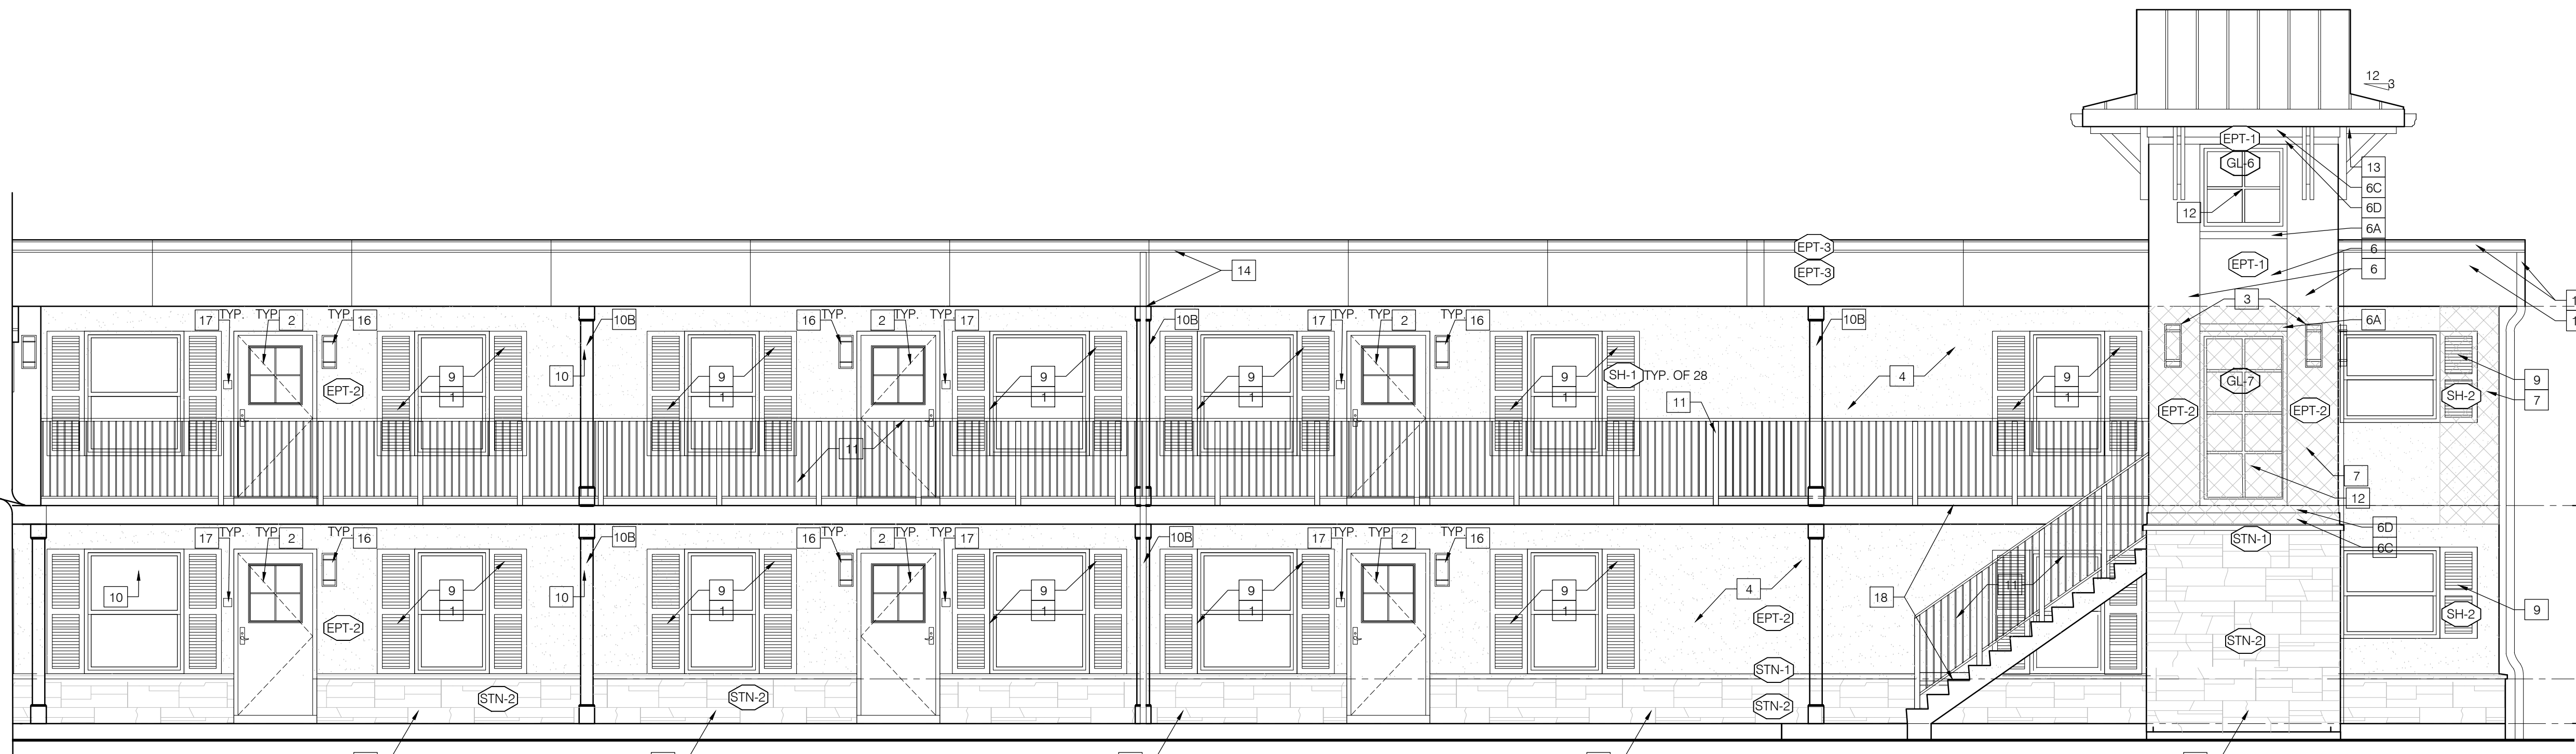 12
3
EPT-1
GL-6
13
6C
6D
12
6A
6
EPT-1
6
EPT-3
EPT-3
14
3
6A
17 TYP.
TYP. 2
TYP. 16
10B
16 TYP.
2 TYP.
TYP. 17
10B
17 TYP.
TYP. 2
TYP. 16
10B
EPT-2
9
1
10
9
1
9
1
9
1
9
1
SH-1 TYP. OF 28
4
9
1
GL-7
9
SH-2
7
11
11
EPT-2
EPT-2
7
12
17 TYP.
TYP. 2
TYP. 16
10B
16 TYP.
2 TYP.
TYP. 17
10B
17 TYP.
TYP. 2
TYP. 16
6D
STN-1
6C
10
EPT-2
9
1
10
9
1
9
1
9
1
9
1
4
EPT-2
18
11
9
SH-2
STN-2
STN-1
STN-2
STN-2
STN-2